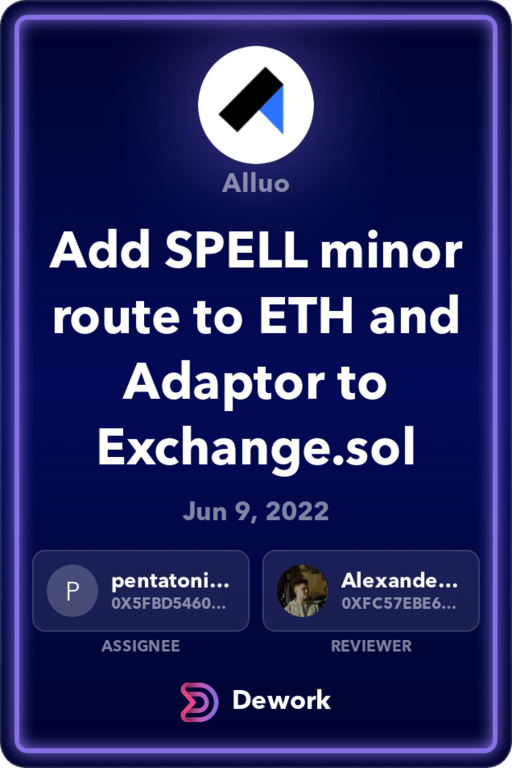 Alluo
Add SPELL minor
route to ETH and
Adaptor to
Exchange.sol
Jun 9, 2022
P
pentatoni...
0X5FBD5460...
Alexande...
0XFC57EBE6...
ASSIGNEE
REVIEWER
Dework